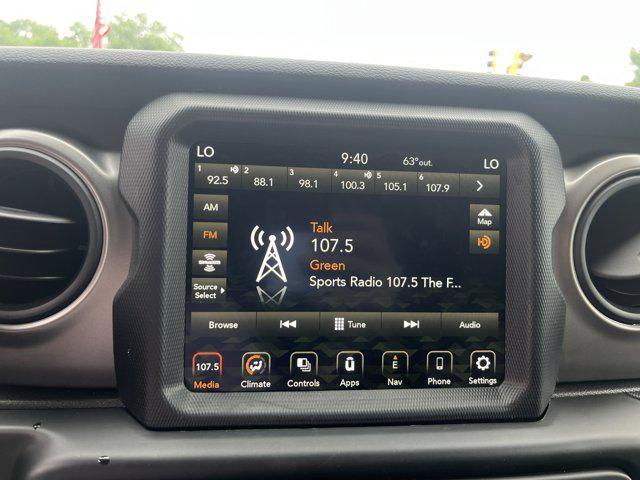 LO 9:40 63°out. LO
1 92.5 2 88.1 3 98.1 4 100.3 5 105.1 6 107.9
AM
FM
Source
Select
Talk
107.5
Green
Sports Radio 107.5 The F...
Map
Browse Tune Audio
107.5 E
Media Climate Controls Apps Nav Phone Settings